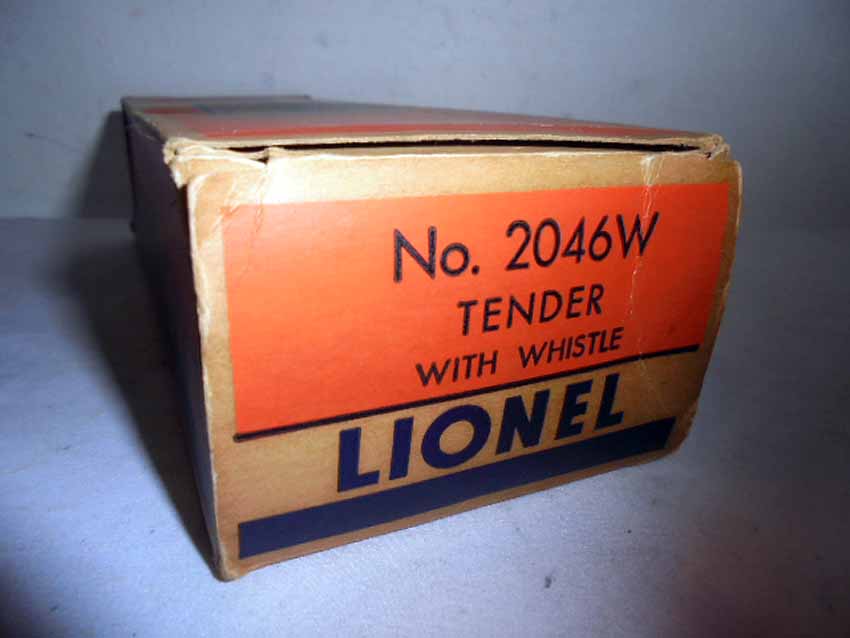 No. 2046W
TENDER
WITH WHISTLE
LIONEL